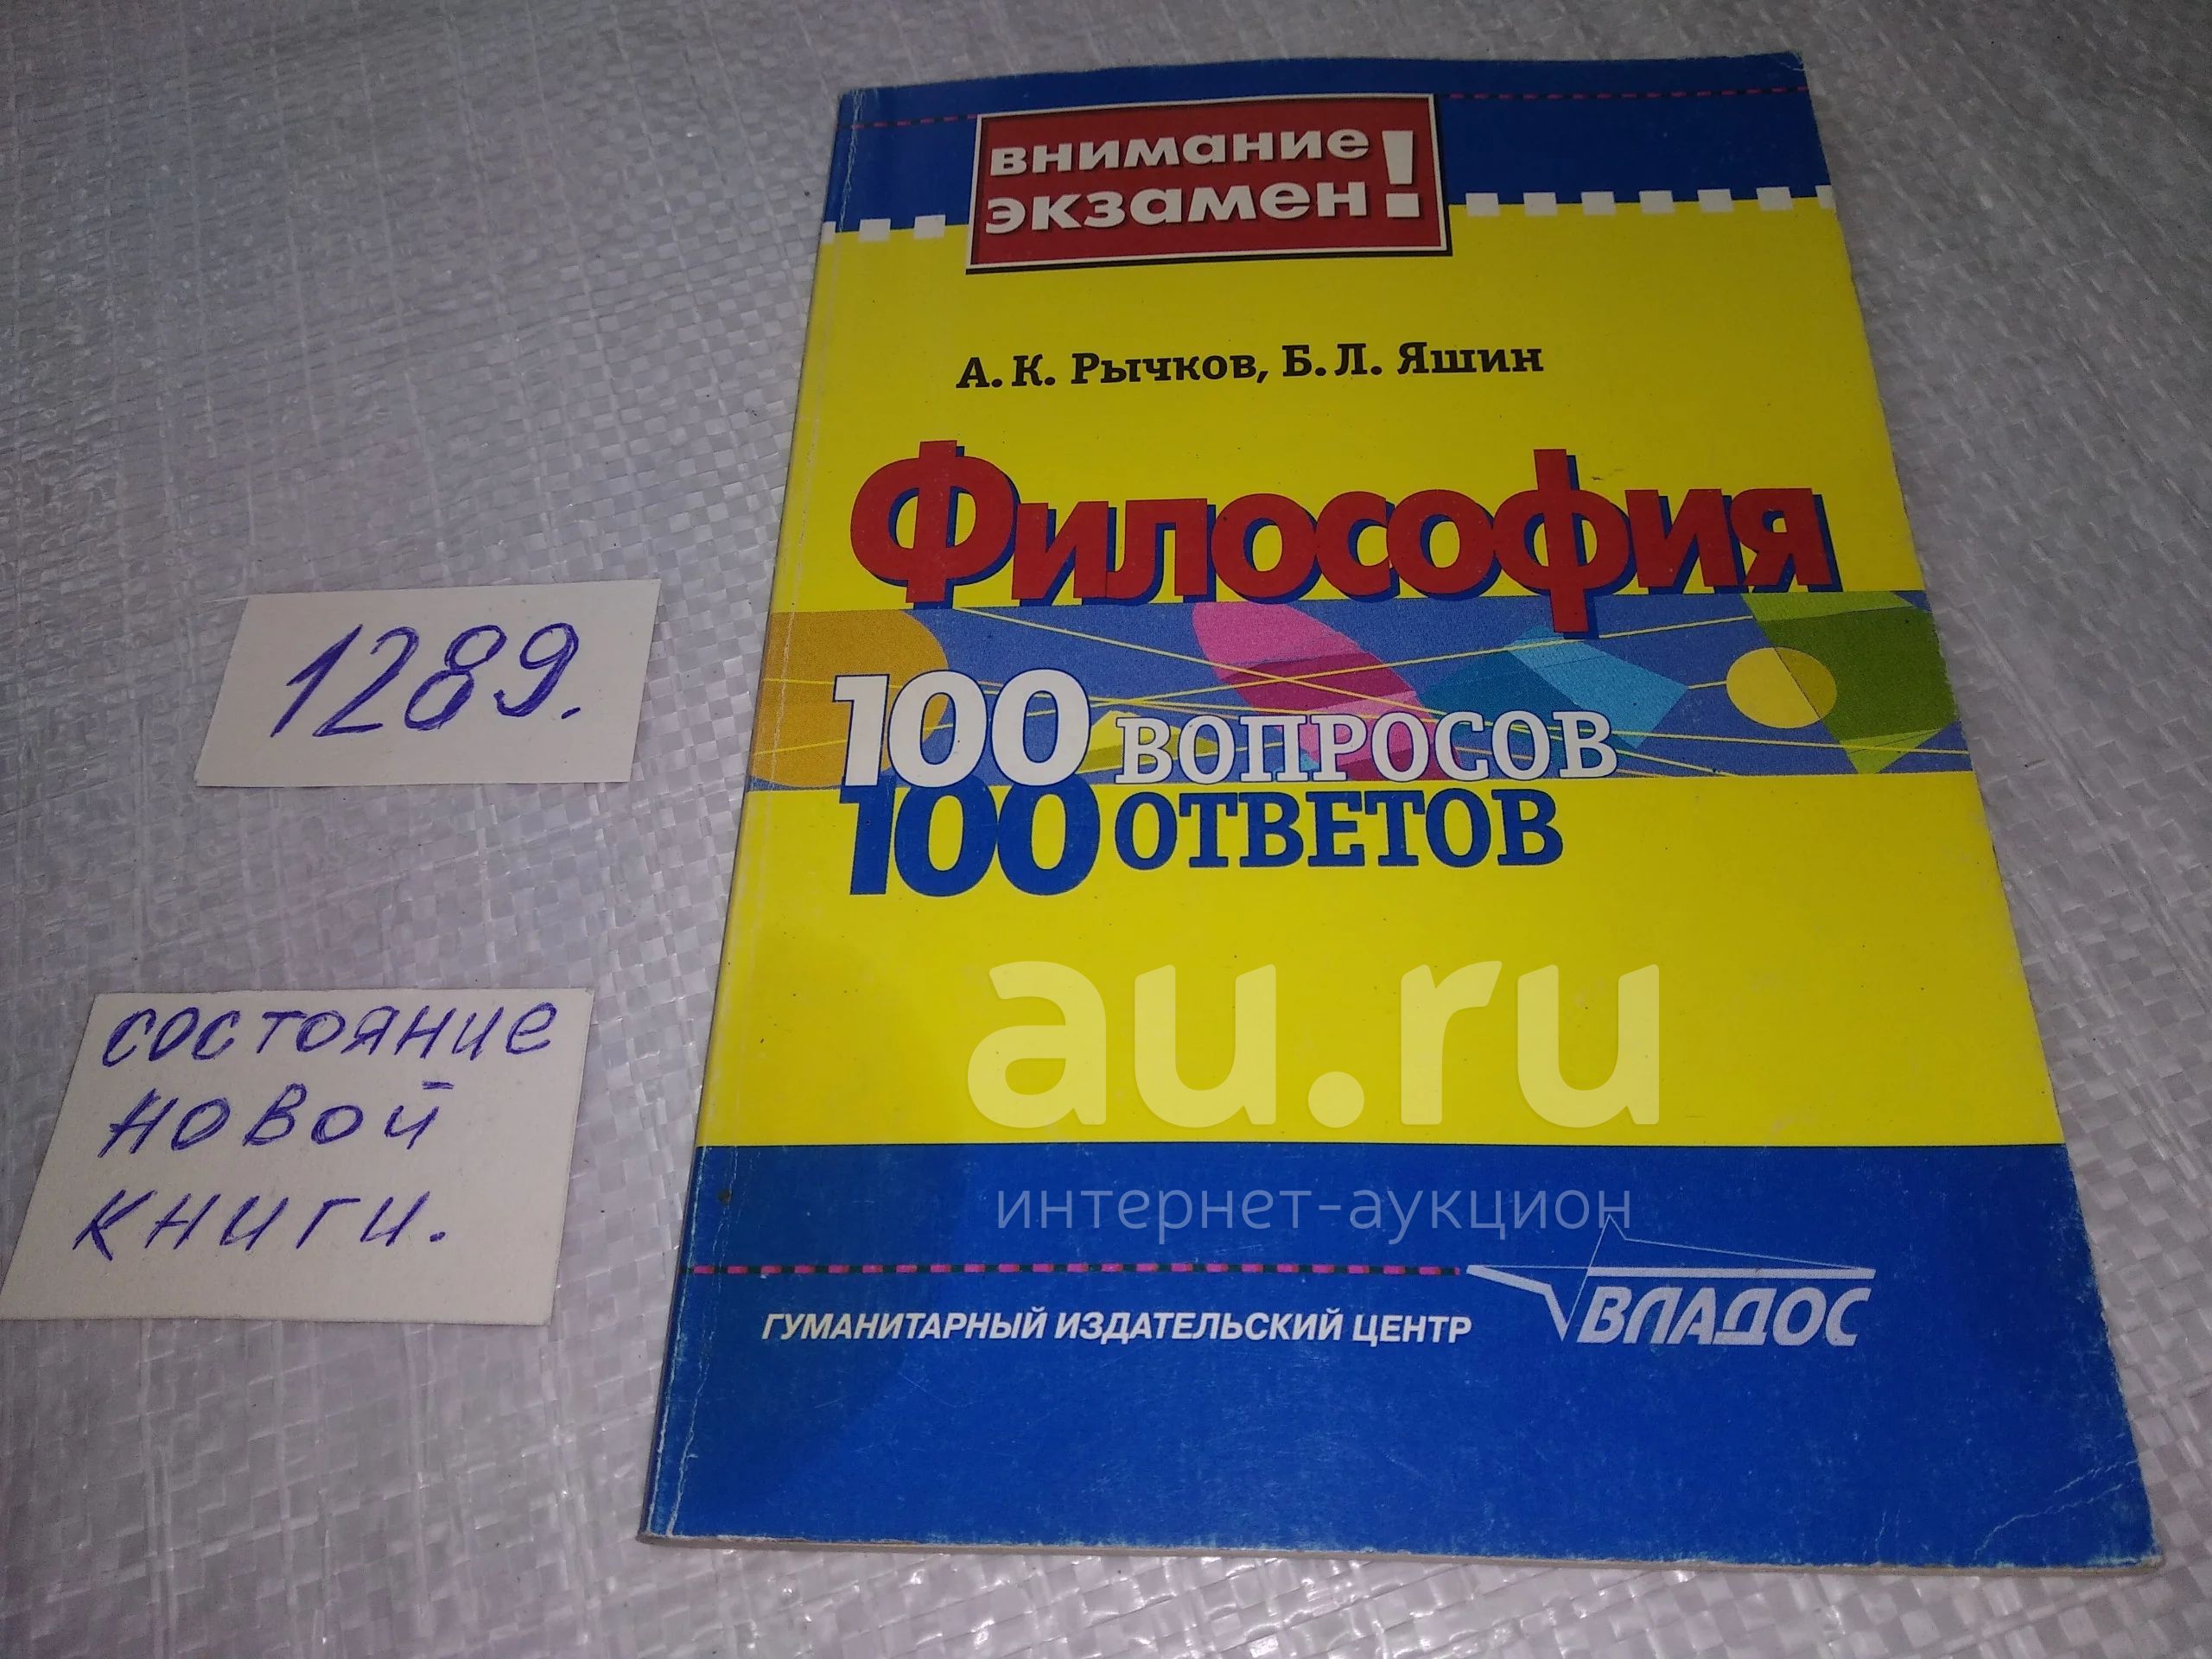 внимание
экзамен!
А. К. Рычков, Б. Л. Яшин
Философия
1289.
100 ВОПРОСОВ
100 ОТВЕТОВ
au.ru
интернет-аукцион
состояние
новой
книги.
ГУМАНИТАРНЫЙ ИЗДАТЕЛЬСКИЙ ЦЕНТР ВЛАДОС